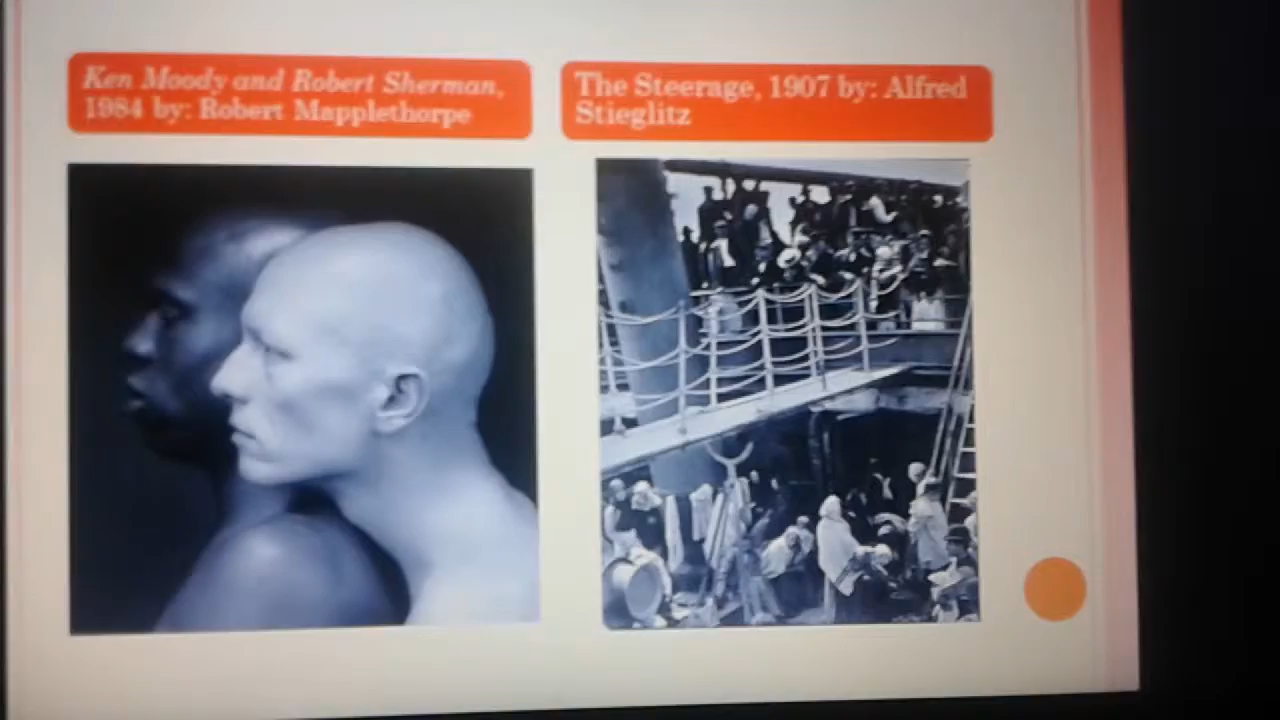 Ken Moody and Robert Sherman,
1984 by: Robert Mapplethorpe
The Steerage, 1907 by: Alfred
Stieglitz